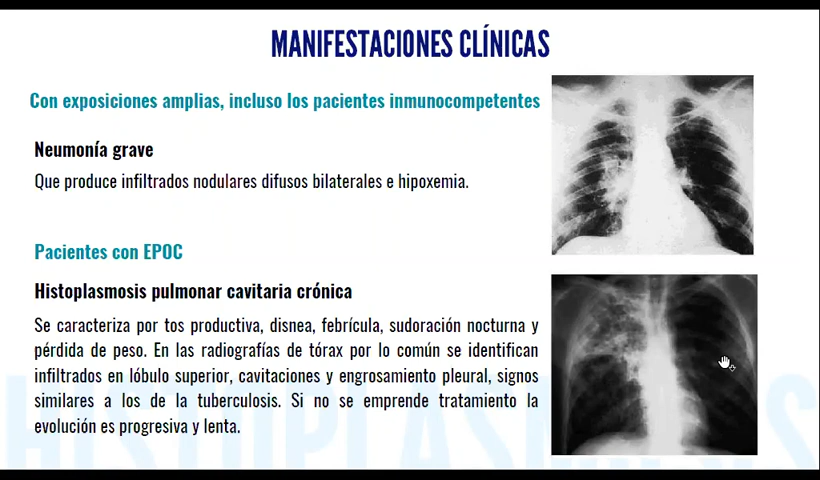 MANIFESTACIONES CLÍNICAS
Con exposiciones amplias, incluso los pacientes inmunocompetentes
Neumonía grave
Que produce infiltrados nodulares difusos bilaterales e hipoxemia.
Pacientes con EPOC
Histoplasmosis pulmonar cavitaria crónica
Se caracteriza por tos productiva, disnea, febrícula, sudoración nocturna y
pérdida de peso. En las radiografías de tórax por lo común se identifican
infiltrados en lóbulo superior, cavitaciones y engrosamiento pleural, signos
similares a los de la tuberculosis. Si no se emprende tratamiento la
evolución es progresiva y lenta.
HISTOPLASMOSIS